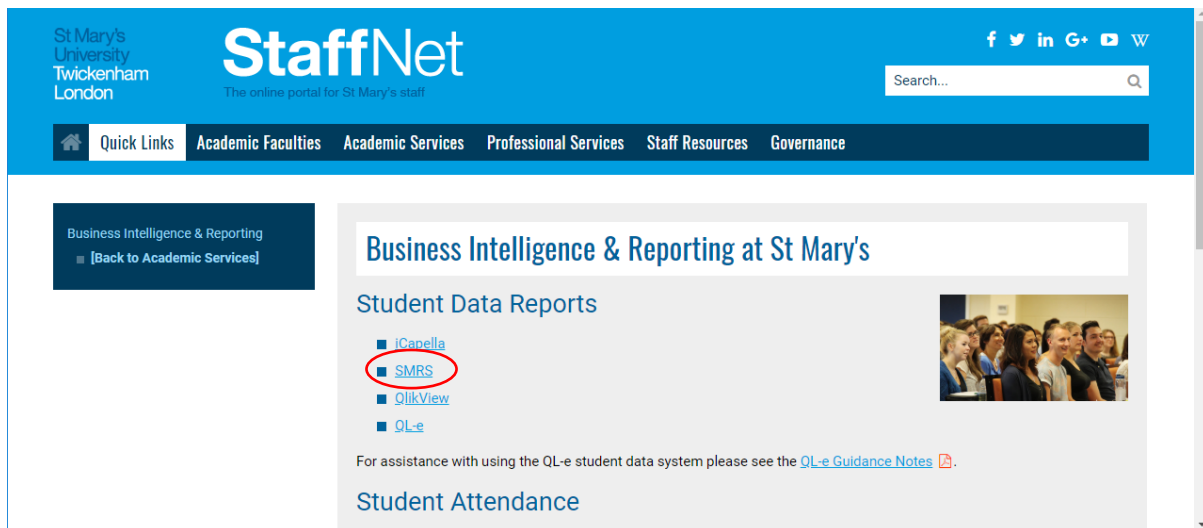 St Mary's
University
Twickenham
London
StaffNet
The online portal for St Mary's staff
f in G+ W
Search...
Quick Links Academic Faculties Academic Services Professional Services Staff Resources Governance
Business Intelligence & Reporting
[Back to Academic Services]
Business Intelligence & Reporting at St Mary's
Student Data Reports
iCapella
SMRS
QlikView
QL-e
For assistance with using the QL-e student data system please see the QL-e Guidance Notes .
Student Attendance